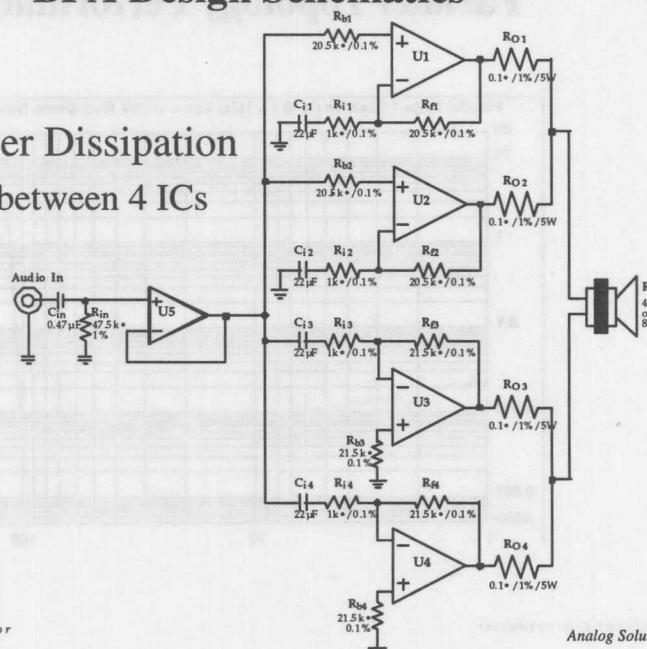 er Dissipation
between 4 ICs
Rb1
20.5k•/0.1%
U1
RO1
0.1•/1%/5W
Ci1
22µF
Ri1
1k•/0.1%
Rf1
20.5k•/0.1%
Rb2
20.5k•/0.1%
U2
RO2
0.1•/1%/5W
Ci2
22µF
Ri2
1k•/0.1%
Rf2
20.5k•/0.1%
Audio In
Cin
0.47µF
Rin
47.5k•
1%
U5
Ci3
22µF
Ri3
1k•/0.1%
Rf3
21.5k•/0.1%
U3
RO3
0.1•/1%/5W
Rb3
21.5k•
0.1%
Ci4
22µF
Ri4
1k•/0.1%
Rf4
21.5k•/0.1%
U4
RO4
0.1•/1%/5W
Rb4
21.5k•
0.1%
R
4
o
8
or
Analog Solu